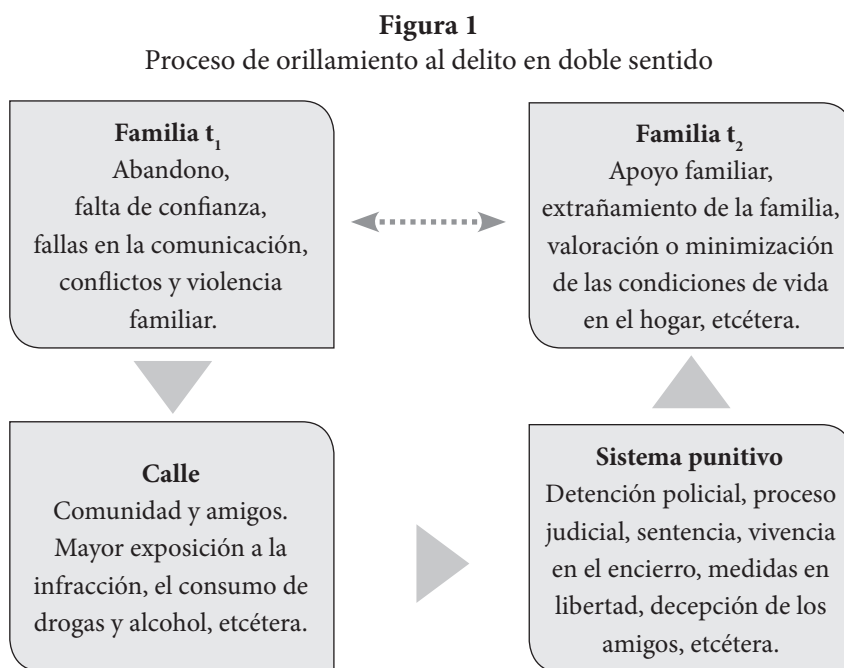 Figura 1
Proceso de orillamiento al delito en doble sentido
Familia t₁
Abandono,
falta de confianza,
fallas en la comunicación,
conflictos y violencia
familiar.
Familia t₂
Apoyo familiar,
extrañamiento de la familia,
valoración o minimización
de las condiciones de vida
en el hogar, etcétera.
Calle
Comunidad y amigos.
Mayor exposición a la
infracción, el consumo de
drogas y alcohol, etcétera.
Sistema punitivo
Detención policial, proceso
judicial, sentencia, vivencia
en el encierro, medidas en
libertad, decepción de los
amigos, etcétera.